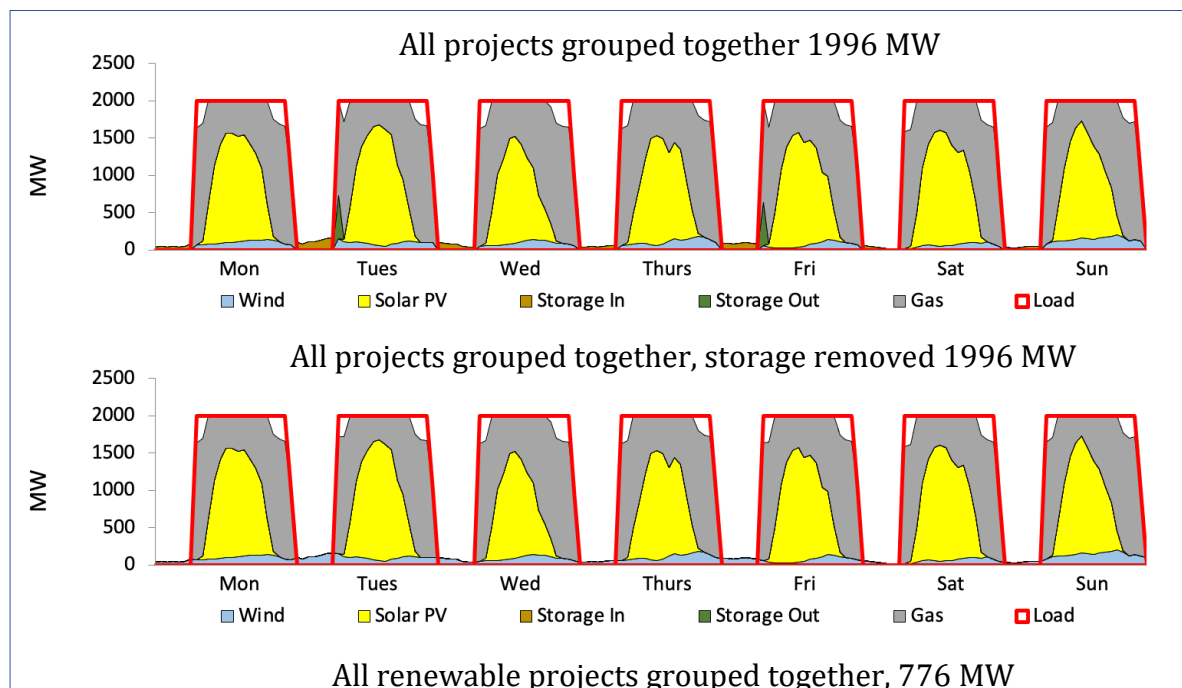 All projects grouped together 1996 MW
2500
2000
1500
1000
500
0
MW
Mon Tues Wed Thurs Fri Sat Sun
Wind Solar PV Storage In Storage Out Gas Load
All projects grouped together, storage removed 1996 MW
2500
2000
1500
1000
500
0
MW
Mon Tues Wed Thurs Fri Sat Sun
Wind Solar PV Storage In Storage Out Gas Load
All renewable projects grouped together, 776 MW